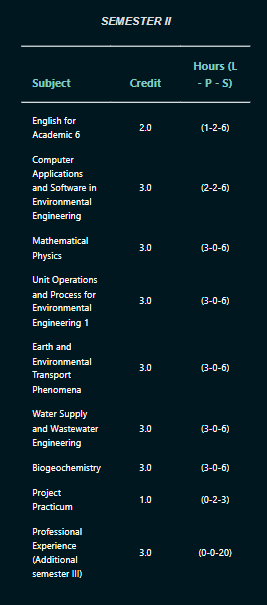 SEMESTER II
Subject Credit Hours (L
- P - S)
English for
Academic 6 2.0 (1-2-6)
Computer
Applications
and Software in
Environmental
Engineering 3.0 (2-2-6)
Mathematical
Physics 3.0 (3-0-6)
Unit Operations
and Process for
Environmental
Engineering 1 3.0 (3-0-6)
Earth and
Environmental
Transport
Phenomena 3.0 (3-0-6)
Water Supply
and Wastewater
Engineering 3.0 (3-0-6)
Biogeochemistry 3.0 (3-0-6)
Project
Practicum 1.0 (0-2-3)
Professional
Experience
(Additional
semester III) 3.0 (0-0-20)